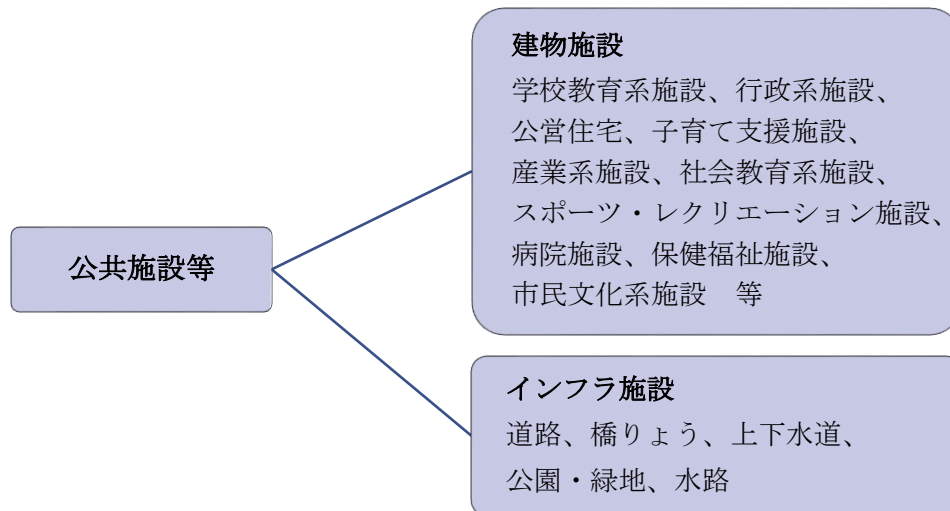 公共施設等
建物施設
学校教育系施設、行政系施設、
公営住宅、子育て支援施設、
産業系施設、社会教育系施設、
スポーツ・レクリエーション施設、
病院施設、保健福祉施設、
市民文化系施設　等
インフラ施設
道路、橋りょう、上下水道、
公園・緑地、水路